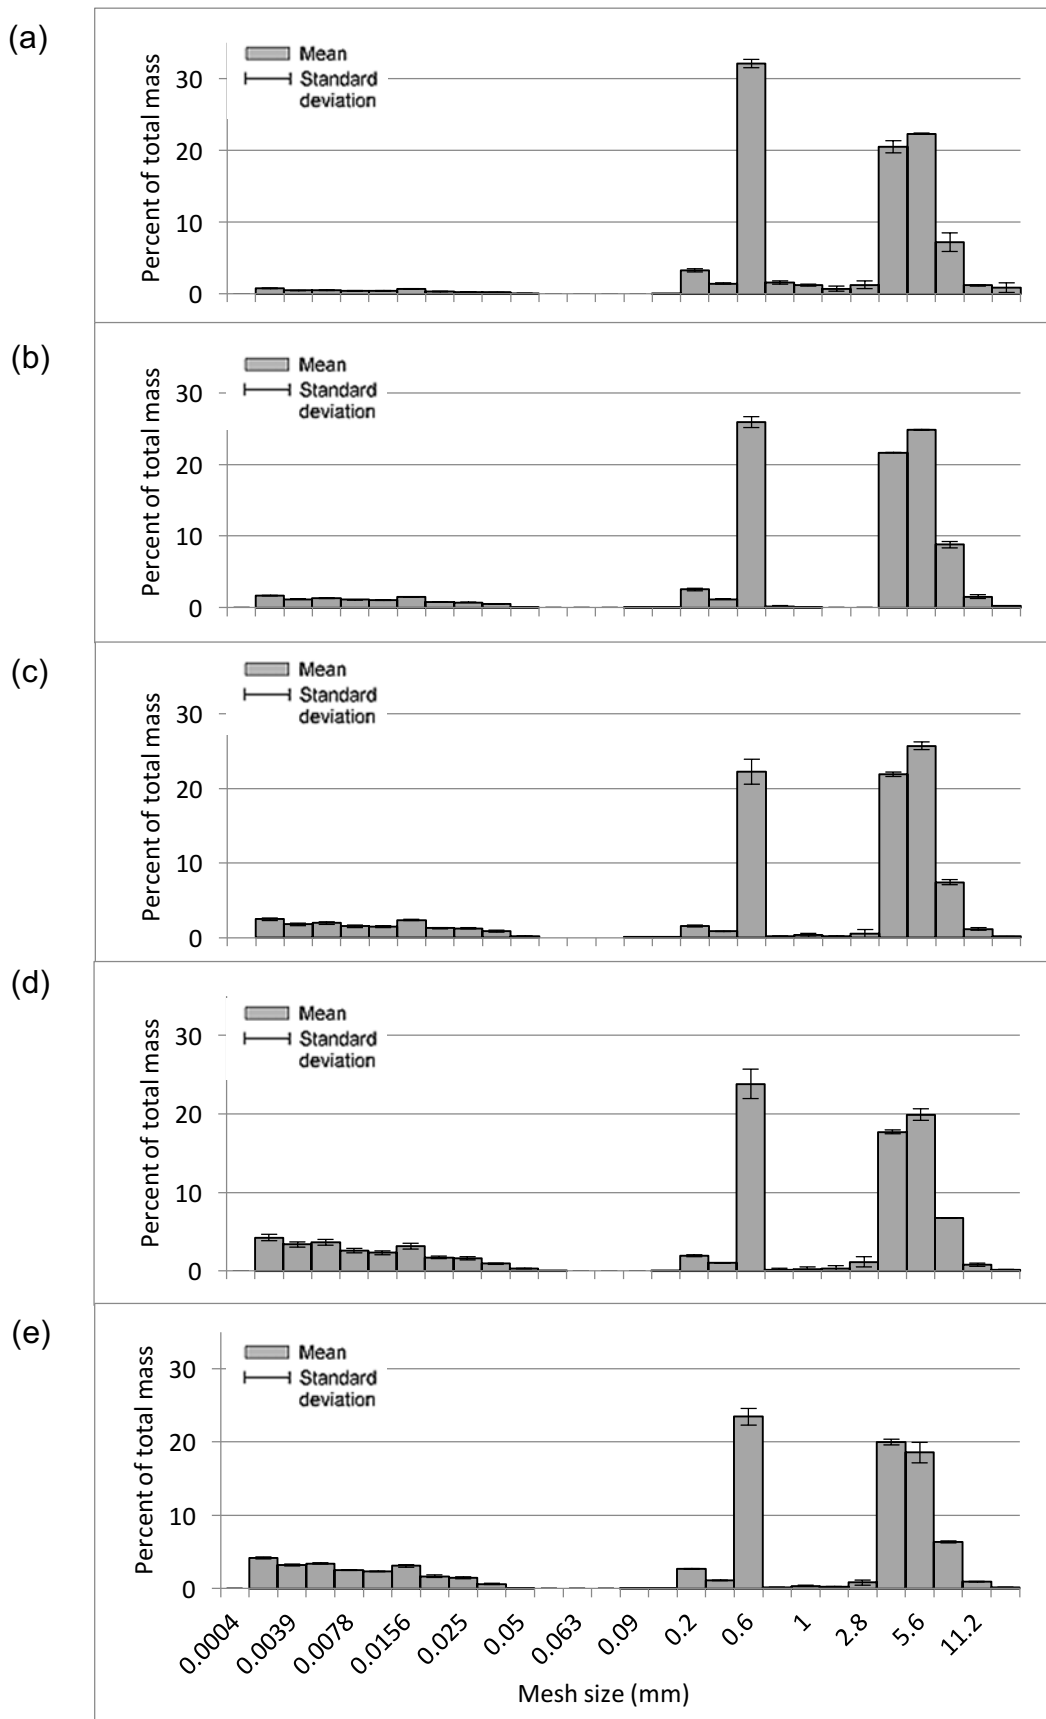 (a)
Percent of total mass
Mean
Standard
deviation
30
20
10
0
(b)
Percent of total mass
Mean
Standard
deviation
30
20
10
0
(c)
Percent of total mass
Mean
Standard
deviation
30
20
10
0
(d)
Percent of total mass
Mean
Standard
deviation
30
20
10
0
(e)
Percent of total mass
Mean
Standard
deviation
30
20
10
0
0.0004 0.0039 0.0078 0.0156 0.025 0.05 0.063 0.09 0.2 0.6 1 2.8 5.6 11.2
Mesh size (mm)